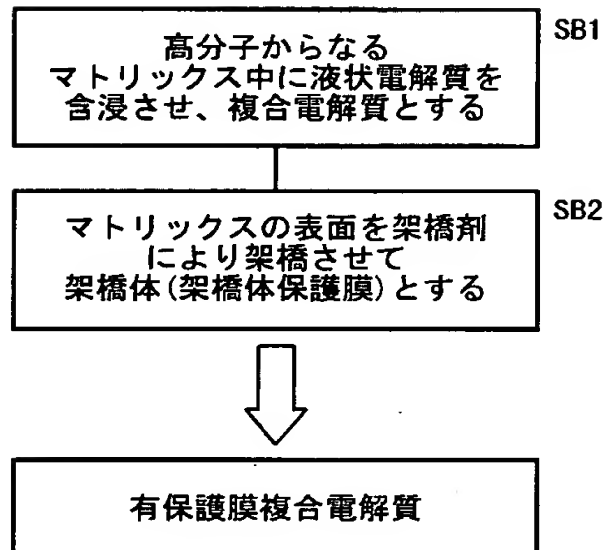 高分子からなる
マトリックス中に液状電解質を
含浸させ、複合電解質とする
SB1
マトリックスの表面を架橋剤
により架橋させて
架橋体(架橋体保護膜)とする
SB2
有保護膜複合電解質